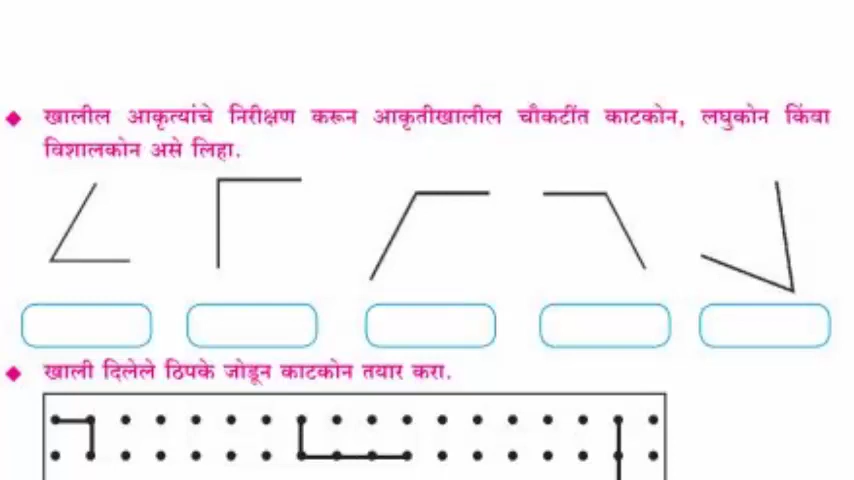 ◆ खालील आकृत्यांचे निरीक्षण करून आकृतीखालील चौकटींत काटकोन, लघुकोन किंवा
विशालकोन असे लिहा.
◆ खाली दिलेले ठिपके जोडून काटकोन तयार करा.